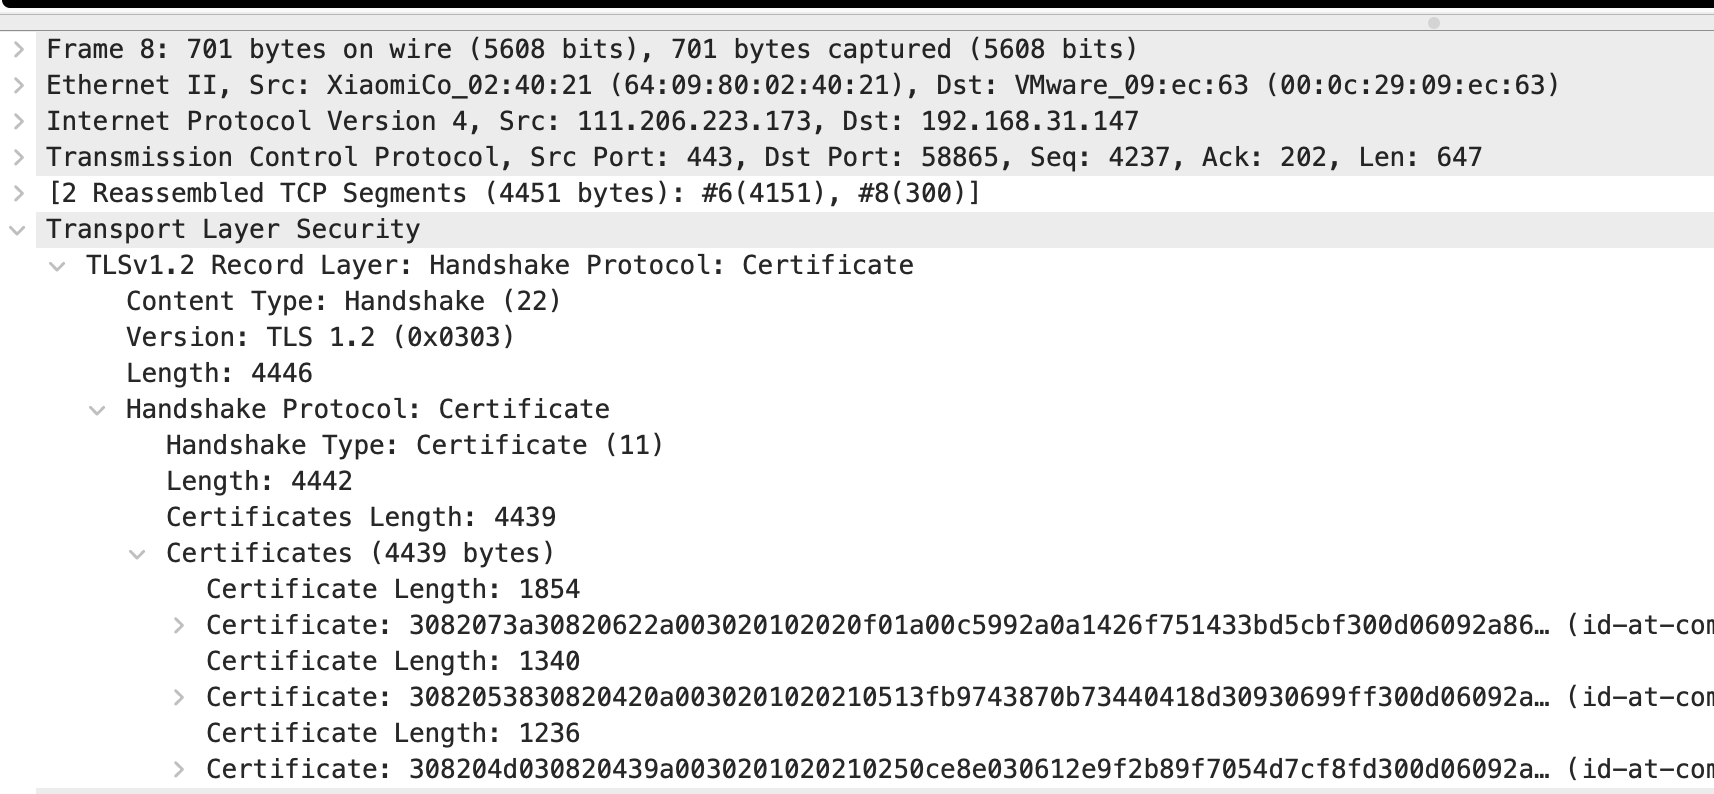 Frame 8: 701 bytes on wire (5608 bits), 701 bytes captured (5608 bits)
Ethernet II, Src: XiaomiCo_02:40:21 (64:09:80:02:40:21), Dst: VMware_09:ec:63 (00:0c:29:09:ec:63)
Internet Protocol Version 4, Src: 111.206.223.173, Dst: 192.168.31.147
Transmission Control Protocol, Src Port: 443, Dst Port: 58865, Seq: 4237, Ack: 202, Len: 647
[2 Reassembled TCP Segments (4451 bytes): #6(4151), #8(300)]
Transport Layer Security
TLSv1.2 Record Layer: Handshake Protocol: Certificate
Content Type: Handshake (22)
Version: TLS 1.2 (0x0303)
Length: 4446
Handshake Protocol: Certificate
Handshake Type: Certificate (11)
Length: 4442
Certificates Length: 4439
Certificates (4439 bytes)
Certificate Length: 1854
Certificate: 3082073a30820622a003020102020f01a00c5992a0a1426f751433bd5cbf300d06092a86… (id-at-com
Certificate Length: 1340
Certificate: 3082053830820420a0030201020210513fb9743870b73440418d30930699ff300d06092a… (id-at-com
Certificate Length: 1236
Certificate: 308204d030820439a0030201020210250ce8e030612e9f2b89f7054d7cf8fd300d06092a… (id-at-com